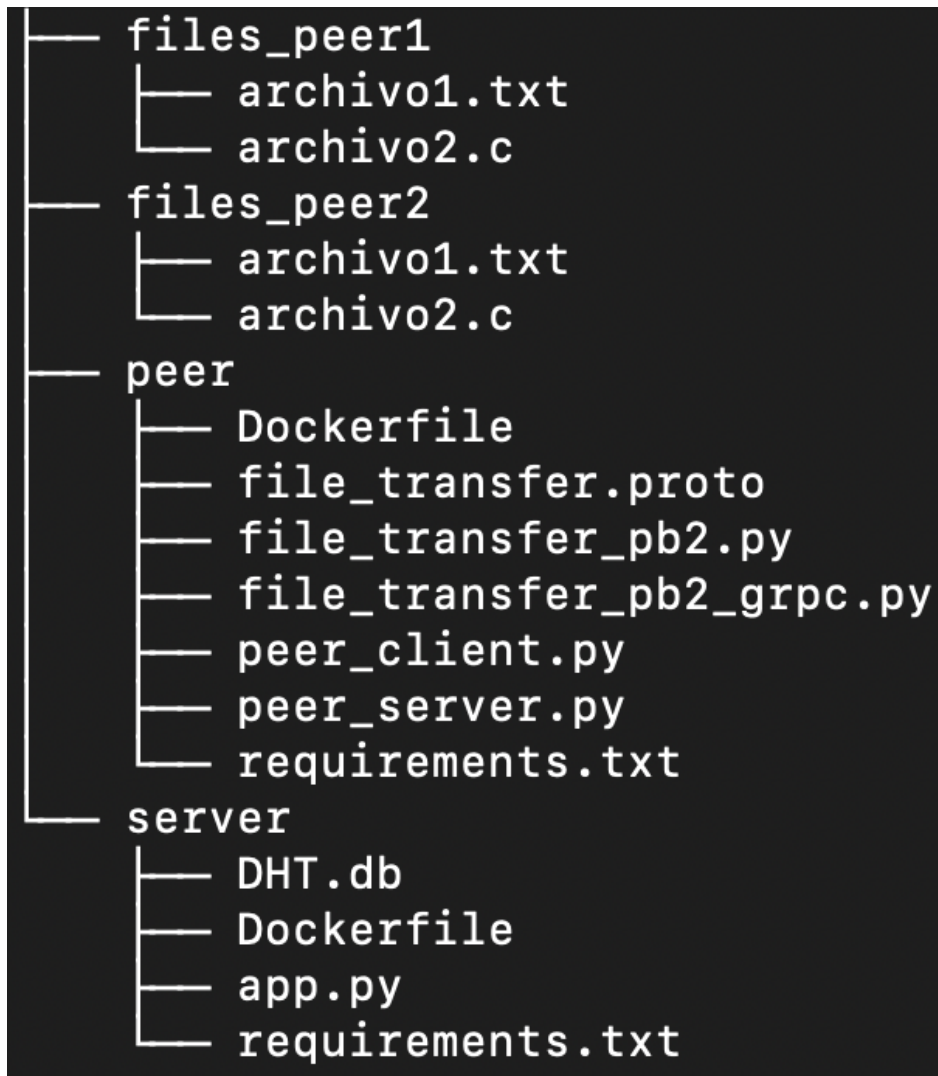 ├── files_peer1
│   ├── archivo1.txt
│   └── archivo2.c
├── files_peer2
│   ├── archivo1.txt
│   └── archivo2.c
├── peer
│   ├── Dockerfile
│   ├── file_transfer.proto
│   ├── file_transfer_pb2.py
│   ├── file_transfer_pb2_grpc.py
│   ├── peer_client.py
│   ├── peer_server.py
│   └── requirements.txt
└── server
    ├── DHT.db
    ├── Dockerfile
    ├── app.py
    └── requirements.txt